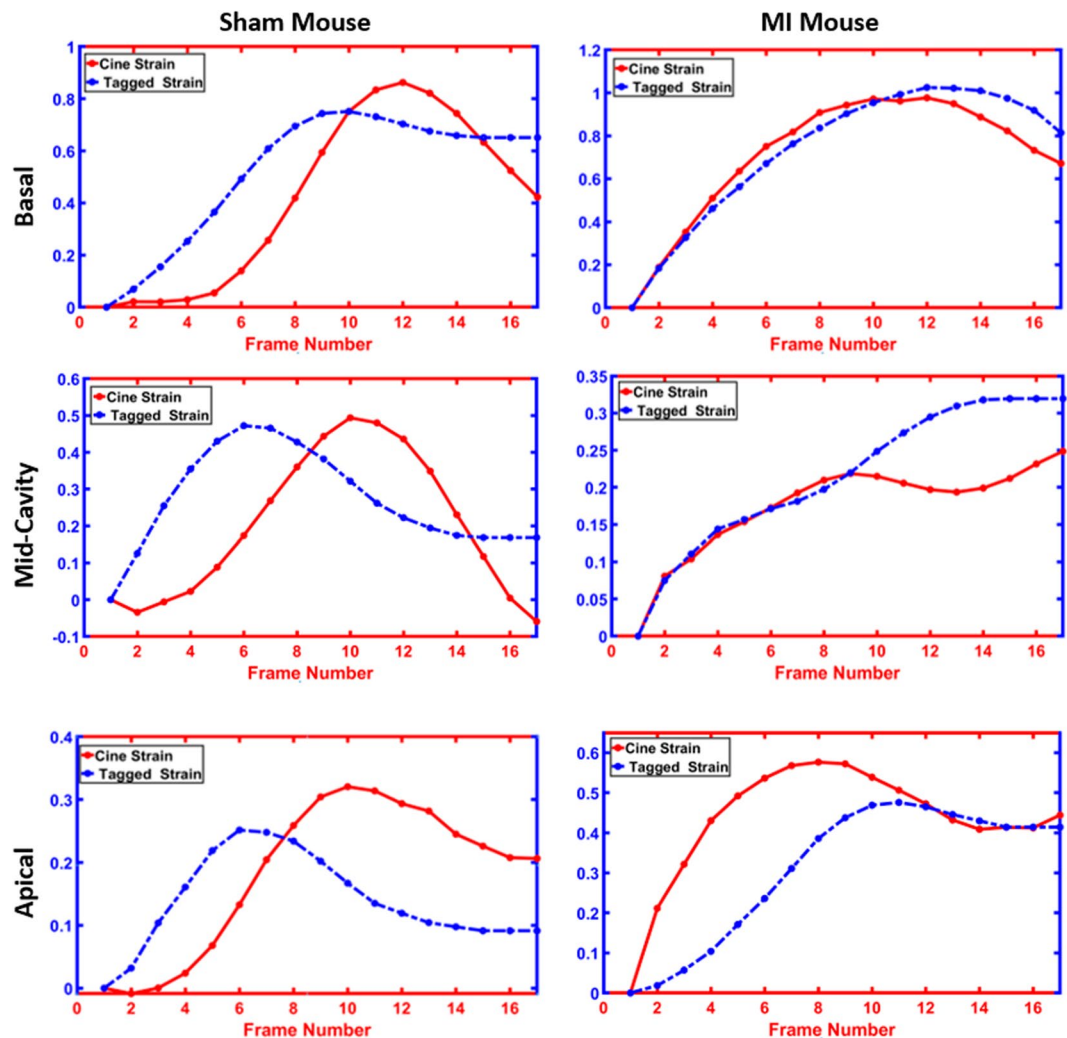 Sham Mouse
MI Mouse
Basal
1
0.8
0.6
0.4
0.2
0
Cine Strain
Tagged Strain
0 2 4 6 8 10 12 14 16
Frame Number
1.2
1
0.8
0.6
0.4
0.2
0
Cine Strain
Tagged Strain
0 2 4 6 8 10 12 14 16
Frame Number
Mid-Cavity
0.6
0.5
0.4
0.3
0.2
0.1
0
-0.1
Cine Strain
Tagged Strain
0 2 4 6 8 10 12 14 16
Frame Number
0.35
0.3
0.25
0.2
0.15
0.1
0.05
0
Cine Strain
Tagged Strain
0 2 4 6 8 10 12 14 16
Frame Number
Apical
0.4
0.3
0.2
0.1
0
Cine Strain
Tagged Strain
0 2 4 6 8 10 12 14 16
Frame Number
0.6
0.5
0.4
0.3
0.2
0.1
0
Cine Strain
Tagged Strain
0 2 4 6 8 10 12 14 16
Frame Number